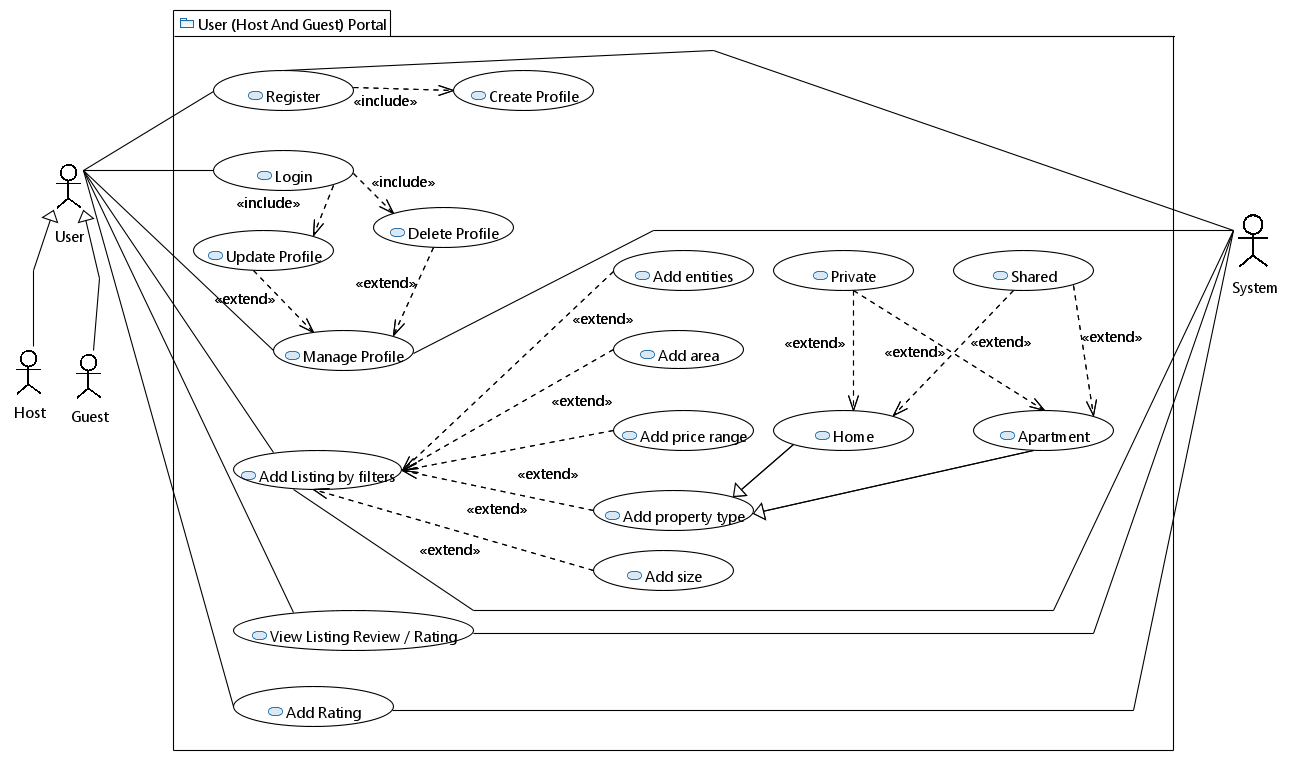 User (Host And Guest) Portal
Register
«include»
Create Profile
Login
«include»
«include»
Update Profile
Delete Profile
User
«extend»
«extend»
Manage Profile
Add entities
Private
Shared
System
«extend»
Add area
«extend»
«extend»
«extend»
«extend»
Host
Guest
«extend»
Add price range
Home
Apartment
Add Listing by filters
«extend»
«extend»
Add property type
«extend»
Add size
View Listing Review / Rating
Add Rating